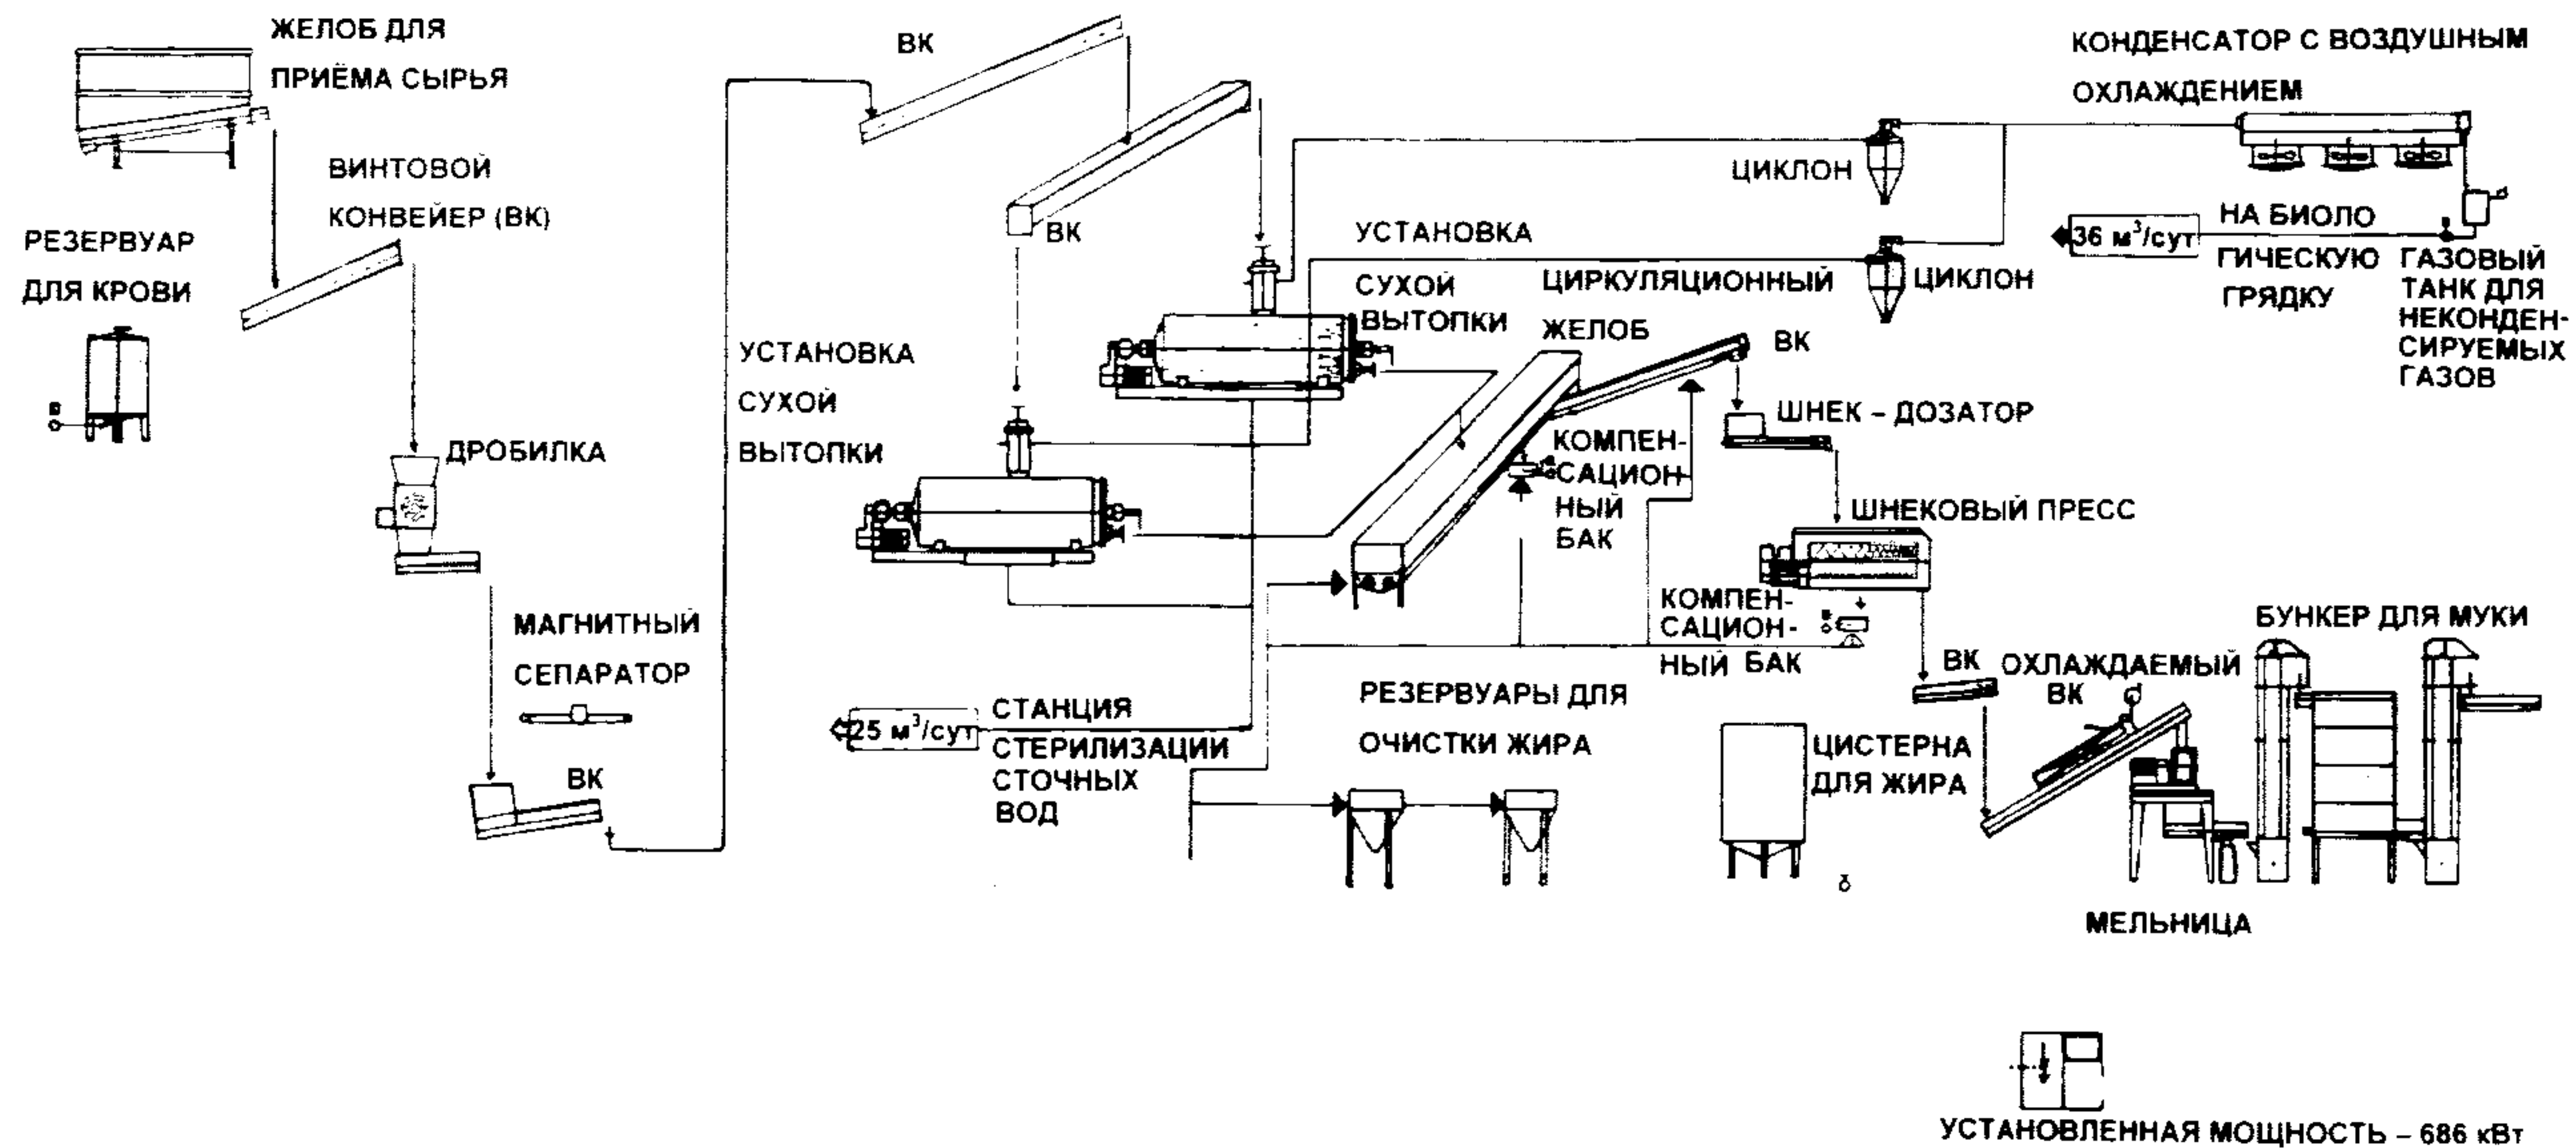 ЖЕЛОБ ДЛЯ
ПРИЁМА СЫРЬЯ
ВИНТОВОЙ
КОНВЕЙЕР (ВК)
РЕЗЕРВУАР
ДЛЯ КРОВИ
ДРОБИЛКА
МАГНИТНЫЙ
СЕПАРАТОР
ВК
ВК
ВК
УСТАНОВКА
СУХОЙ
ВЫТОПКИ
УСТАНОВКА
СУХОЙ
ВЫТОПКИ
25 м³/сут
СТАНЦИЯ
СТЕРИЛИЗАЦИИ
СТОЧНЫХ
ВОД
ЦИРКУЛЯЦИОННЫЙ
ЖЕЛОБ
ВК
КОМПЕН-
САЦИОН-
НЫЙ
БАК
ЦИКЛОН
ЦИКЛОН
КОНДЕНСАТОР С ВОЗДУШНЫМ
ОХЛАЖДЕНИЕМ
36 м³/сут
НА БИОЛО
ГИЧЕСКУЮ
ГРЯДКУ
ГАЗОВЫЙ
ТАНК ДЛЯ
НЕКОНДЕН-
СИРУЕМЫХ
ГАЗОВ
ШНЕК – ДОЗАТОР
ШНЕКОВЫЙ ПРЕСС
КОМПЕН-
САЦИОН-
НЫЙ БАК
РЕЗЕРВУАРЫ ДЛЯ
ОЧИСТКИ ЖИРА
ЦИСТЕРНА
ДЛЯ ЖИРА
ВК
ОХЛАЖДАЕМЫЙ
ВК
БУНКЕР ДЛЯ МУКИ
МЕЛЬНИЦА
УСТАНОВЛЕННАЯ МОЩНОСТЬ – 686 кВт